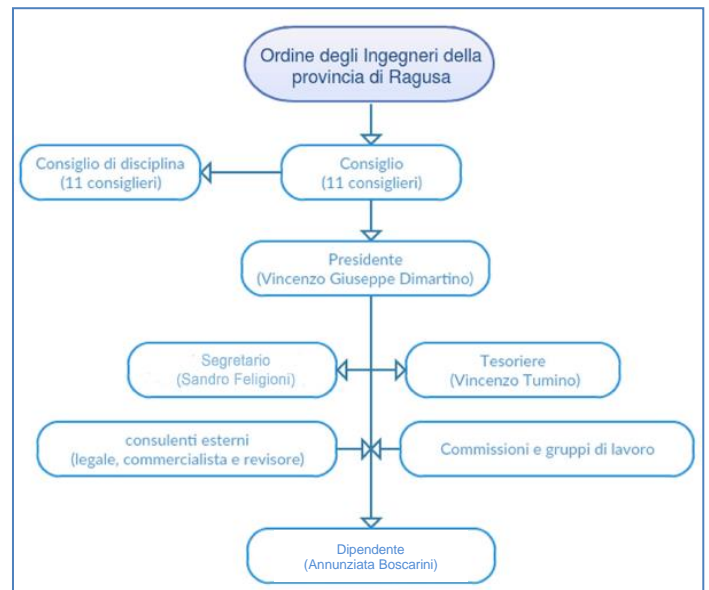 Ordine degli Ingegneri della
provincia di Ragusa
Consiglio di disciplina
(11 consiglieri)
Consiglio
(11 consiglieri)
Presidente
(Vincenzo Giuseppe Dimartino)
Segretario
(Sandro Feligioni)
Tesoriere
(Vincenzo Tumino)
consulenti esterni
(legale, commercialista e revisore)
Commissioni e gruppi di lavoro
Dipendente
(Annunziata Boscarini)